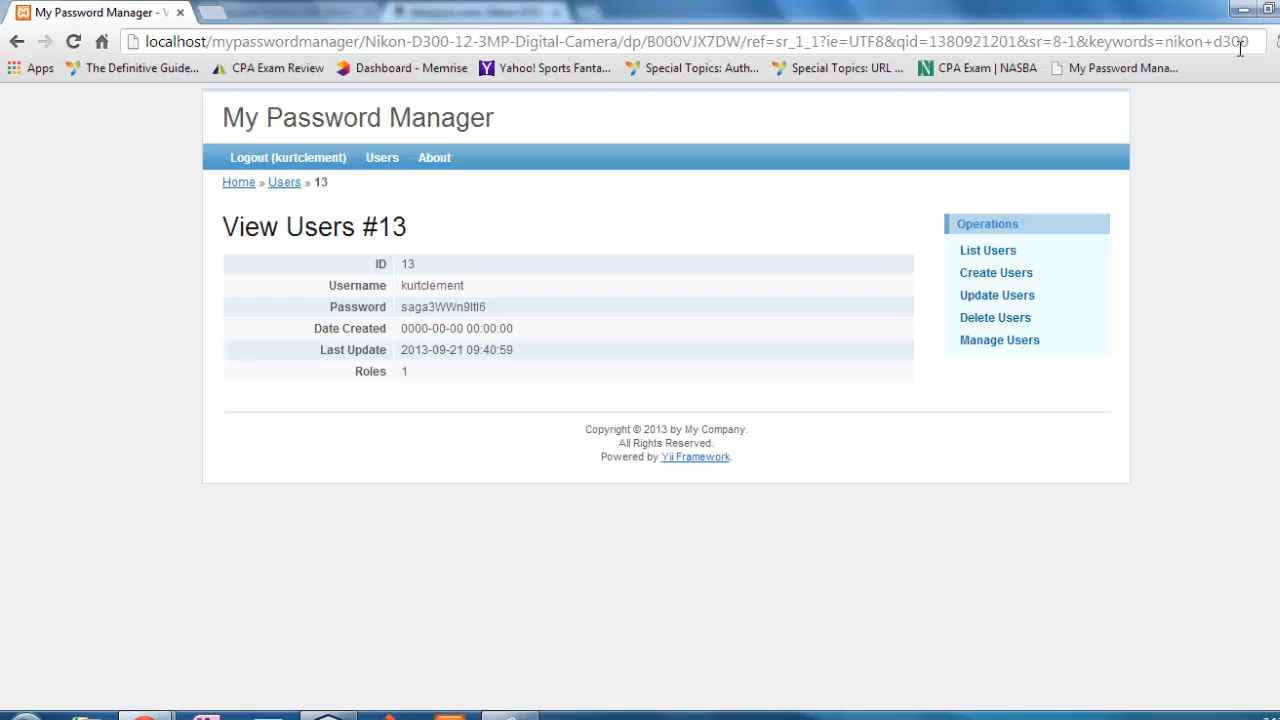 My Password Manager - V
localhost/mypasswordmanager/Nikon-D300-12-3MP-Digital-Camera/dp/B000VJX7DW/ref=sr_1_1?ie=UTF8&qid=1380921201&sr=8-1&keywords=nikon+d300
Apps The Definitive Guide... CPA Exam Review Dashboard - Memrise Yahoo! Sports Fanta... Special Topics: Auth... Special Topics: URL ... CPA Exam | NASBA My Password Mana...
My Password Manager
Logout (kurtclement) Users About
Home » Users » 13
View Users #13
ID 13
Username kurtclement
Password
Date Created 0000-00-00 00:00:00
Last Update 2013-09-21 09:40:59
Roles 1
Operations
List Users
Create Users
Update Users
Delete Users
Manage Users
Copyright © 2013 by My Company.
All Rights Reserved.
Powered by Yii Framework.